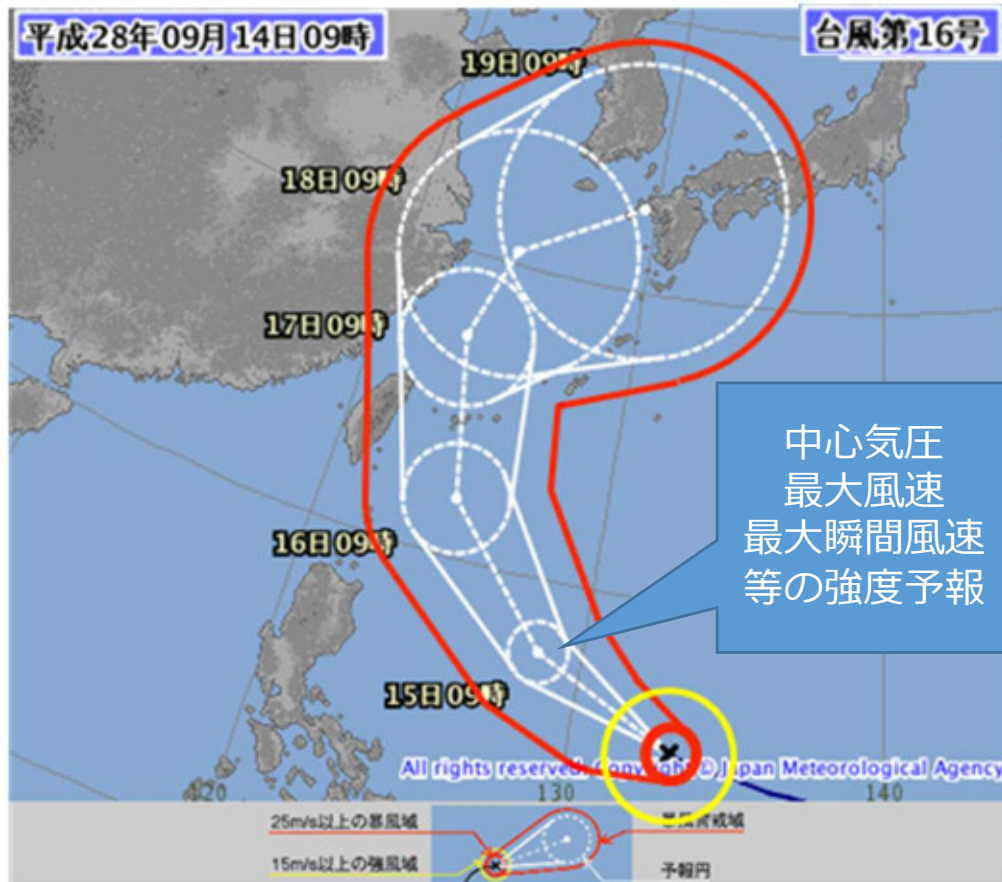 平成28年09月14日09時
台風第16号
19日09時
18日09時
17日09時
中心気圧
最大風速
最大瞬間風速
等の強度予報
16日09時
15日09時
All rights reserved. Copyright © Japan Meteorological Agency
120
130
140
25m/s以上の暴風域
暴風警戒域
15m/s以上の強風域
予報円